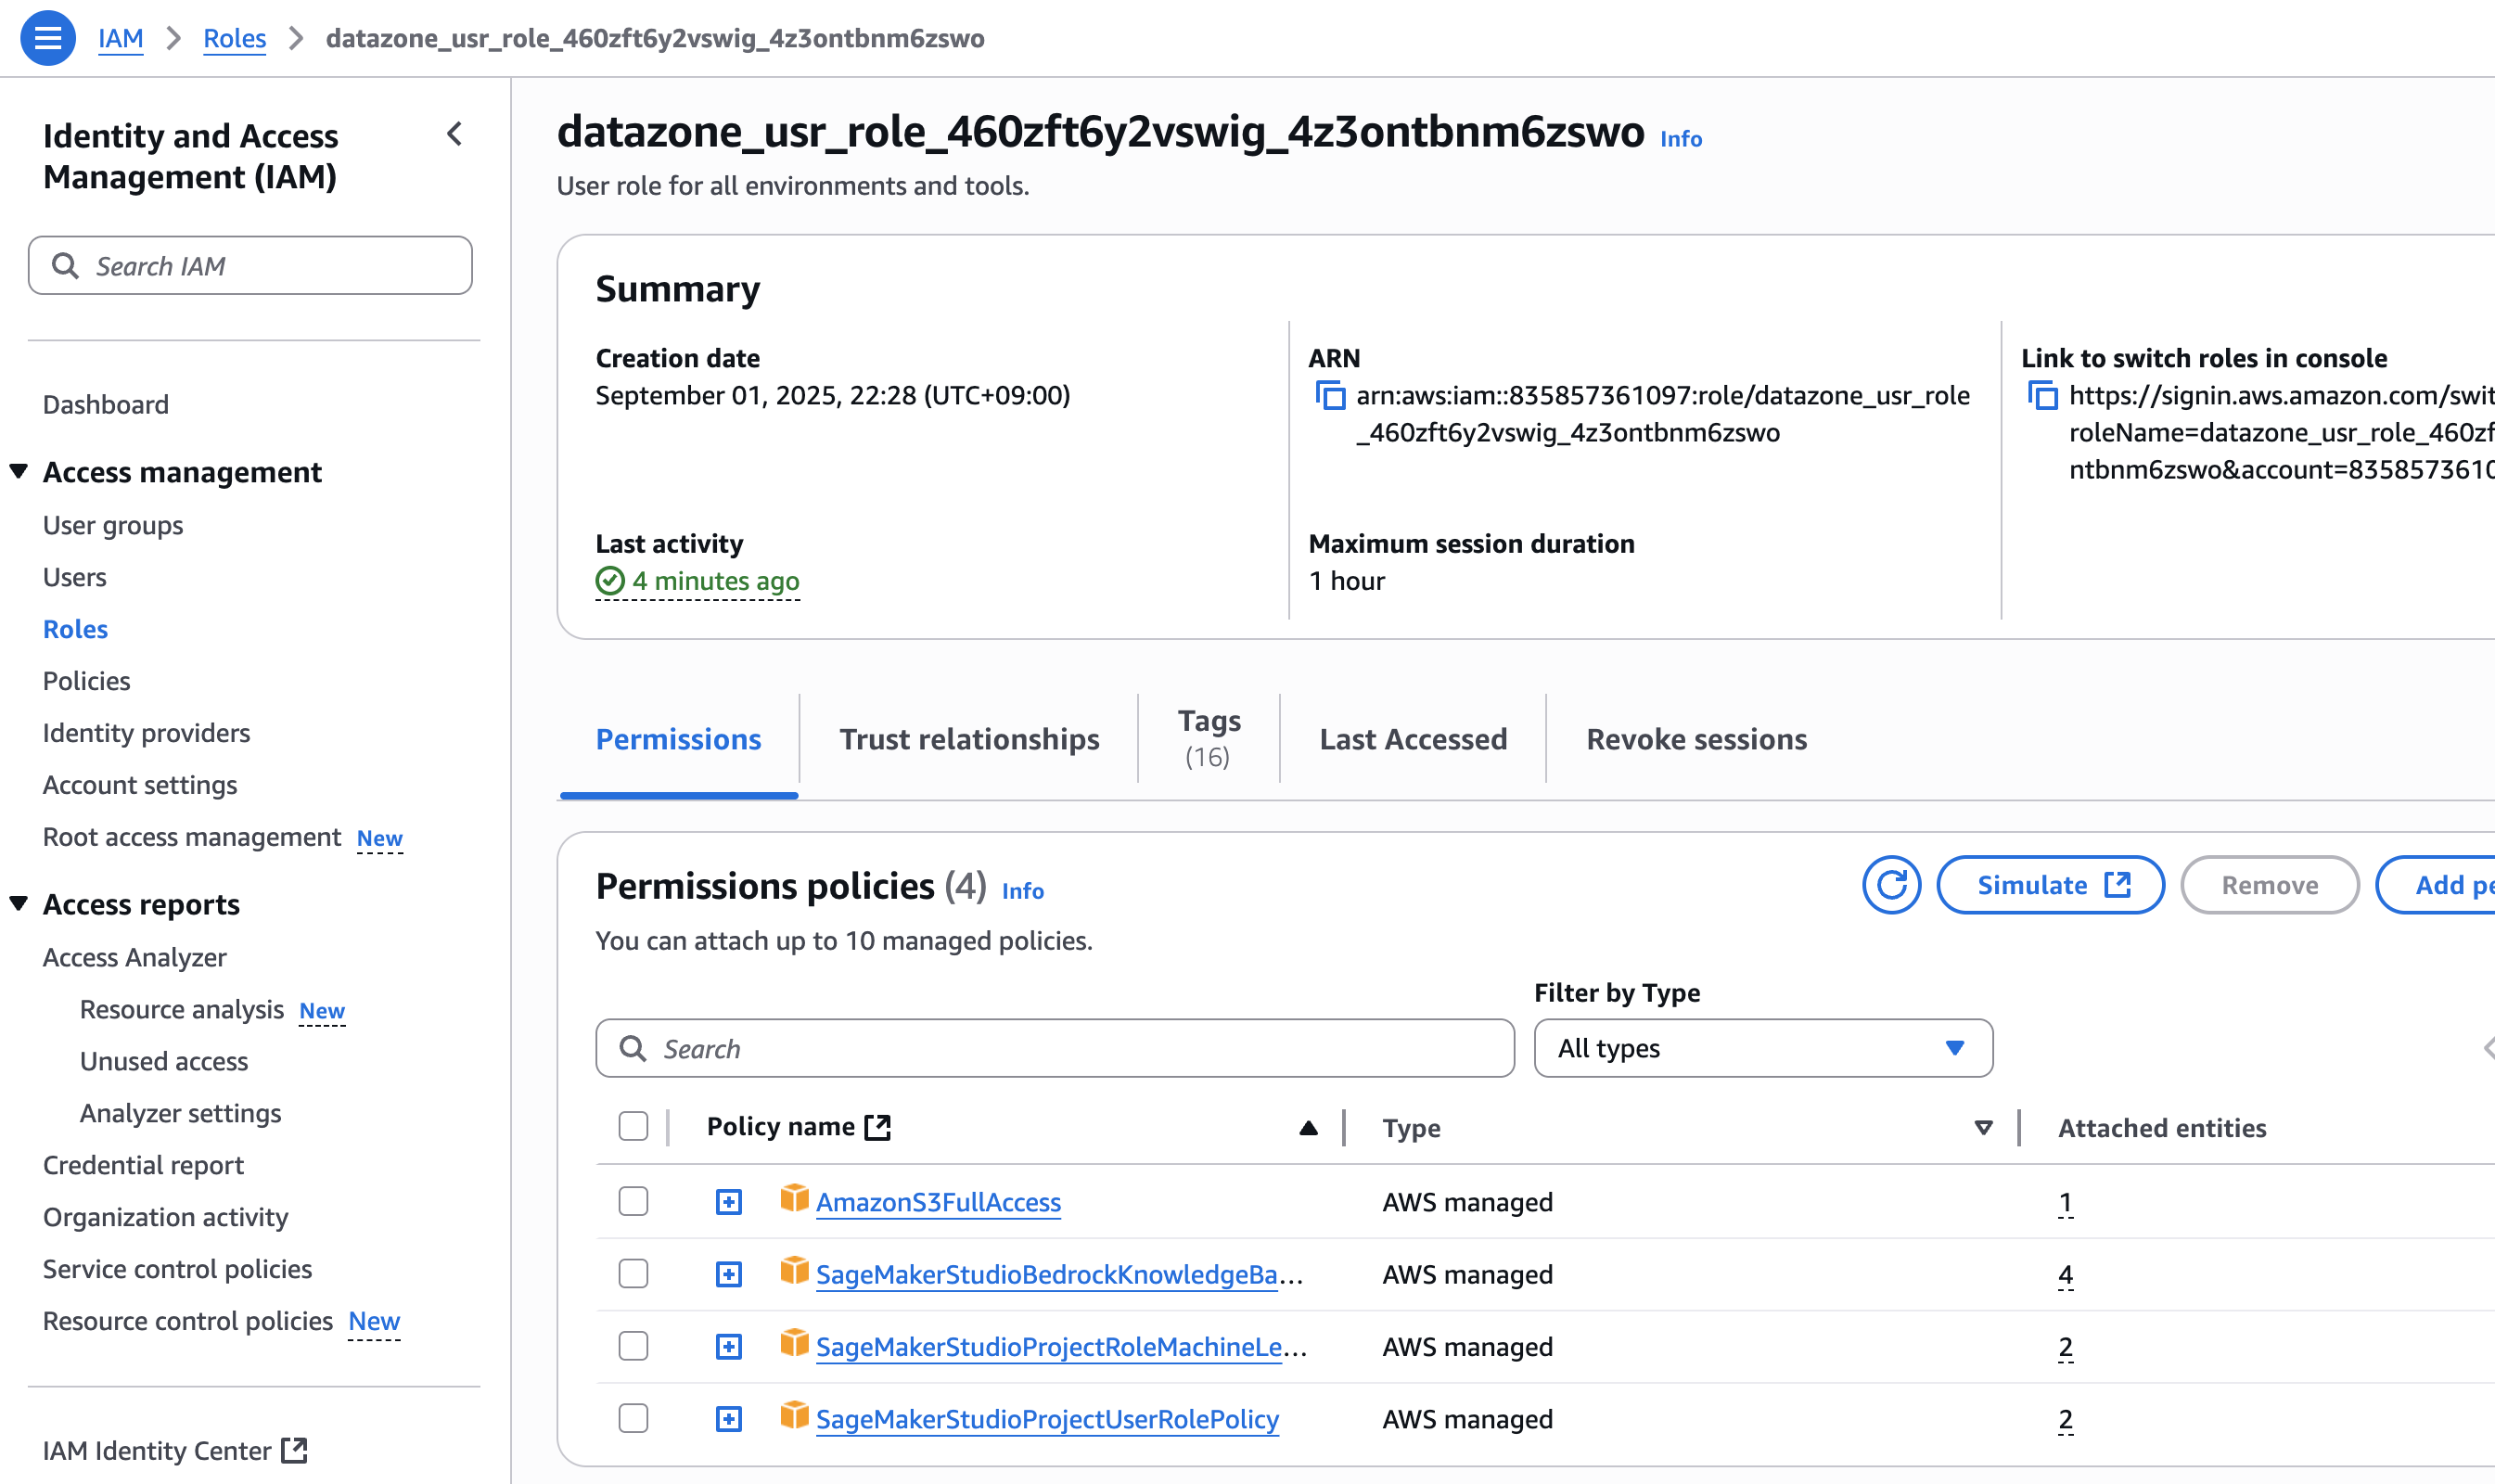 IAM > Roles > datazone_usr_role_460zft6y2vswig_4z3ontbnm6zswo
Identity and Access
Management (IAM)
Search IAM
Dashboard
Access management
User groups
Users
Roles
Policies
Identity providers
Account settings
Root access management New
Access reports
Access Analyzer
Resource analysis New
Unused access
Analyzer settings
Credential report
Organization activity
Service control policies
Resource control policies New
IAM Identity Center
datazone_usr_role_460zft6y2vswig_4z3ontbnm6zswo Info
User role for all environments and tools.
Summary
Creation date
September 01, 2025, 22:28 (UTC+09:00)
ARN
arn:aws:iam::835857361097:role/datazone_usr_role
_460zft6y2vswig_4z3ontbnm6zswo
Link to switch roles in console
https://signin.aws.amazon.com/swit
roleName=datazone_usr_role_460zf
ntbnm6zswo&account=8358573610
Last activity
4 minutes ago
Maximum session duration
1 hour
Permissions
Trust relationships
Tags
(16)
Last Accessed
Revoke sessions
Permissions policies (4) Info
Simulate
Remove
Add pe
You can attach up to 10 managed policies.
Filter by Type
Search
All types
Policy name Type Attached entities
AmazonS3FullAccess AWS managed 1
SageMakerStudioBedrockKnowledgeBa... AWS managed 4
SageMakerStudioProjectRoleMachineLe... AWS managed 2
SageMakerStudioProjectUserRolePolicy AWS managed 2